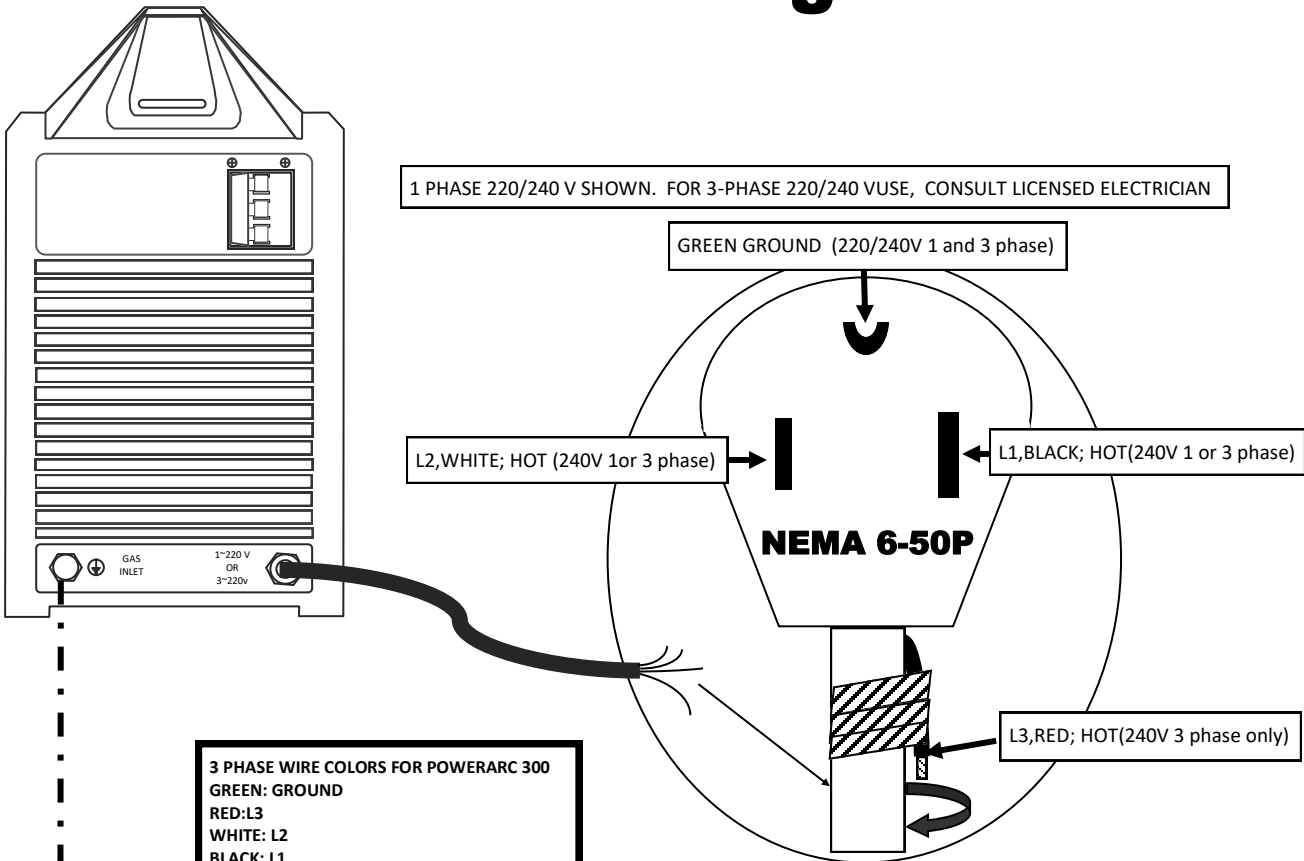 1 PHASE 220/240 V SHOWN. FOR 3-PHASE 220/240 VUSE, CONSULT LICENSED ELECTRICIAN
GREEN GROUND (220/240V 1 and 3 phase)
L2,WHITE; HOT (240V 1or 3 phase)
L1,BLACK; HOT(240V 1 or 3 phase)
NEMA 6-50P
GAS
INLET
1~220 V
OR
3~220v
L3,RED; HOT(240V 3 phase only)
3 PHASE WIRE COLORS FOR POWERARC 300
GREEN: GROUND
RED:L3
WHITE: L2
BLACK: L1